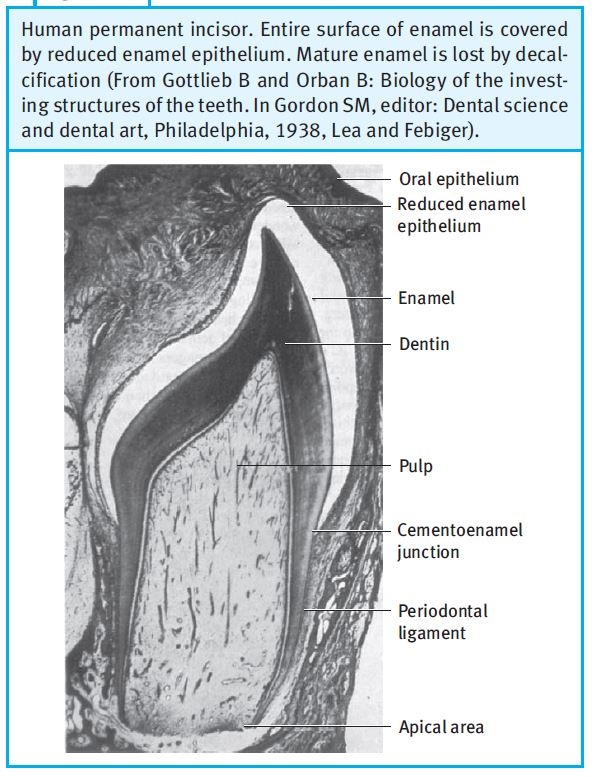 Human permanent incisor. Entire surface of enamel is covered
by reduced enamel epithelium. Mature enamel is lost by decal-
cification (From Gottlieb B and Orban B: Biology of the invest-
ing structures of the teeth. In Gordon SM, editor: Dental science
and dental art, Philadelphia, 1938, Lea and Febiger).
Oral epithelium
Reduced enamel
epithelium
Enamel
Dentin
Pulp
Cementoenamel
junction
Periodontal
ligament
Apical area